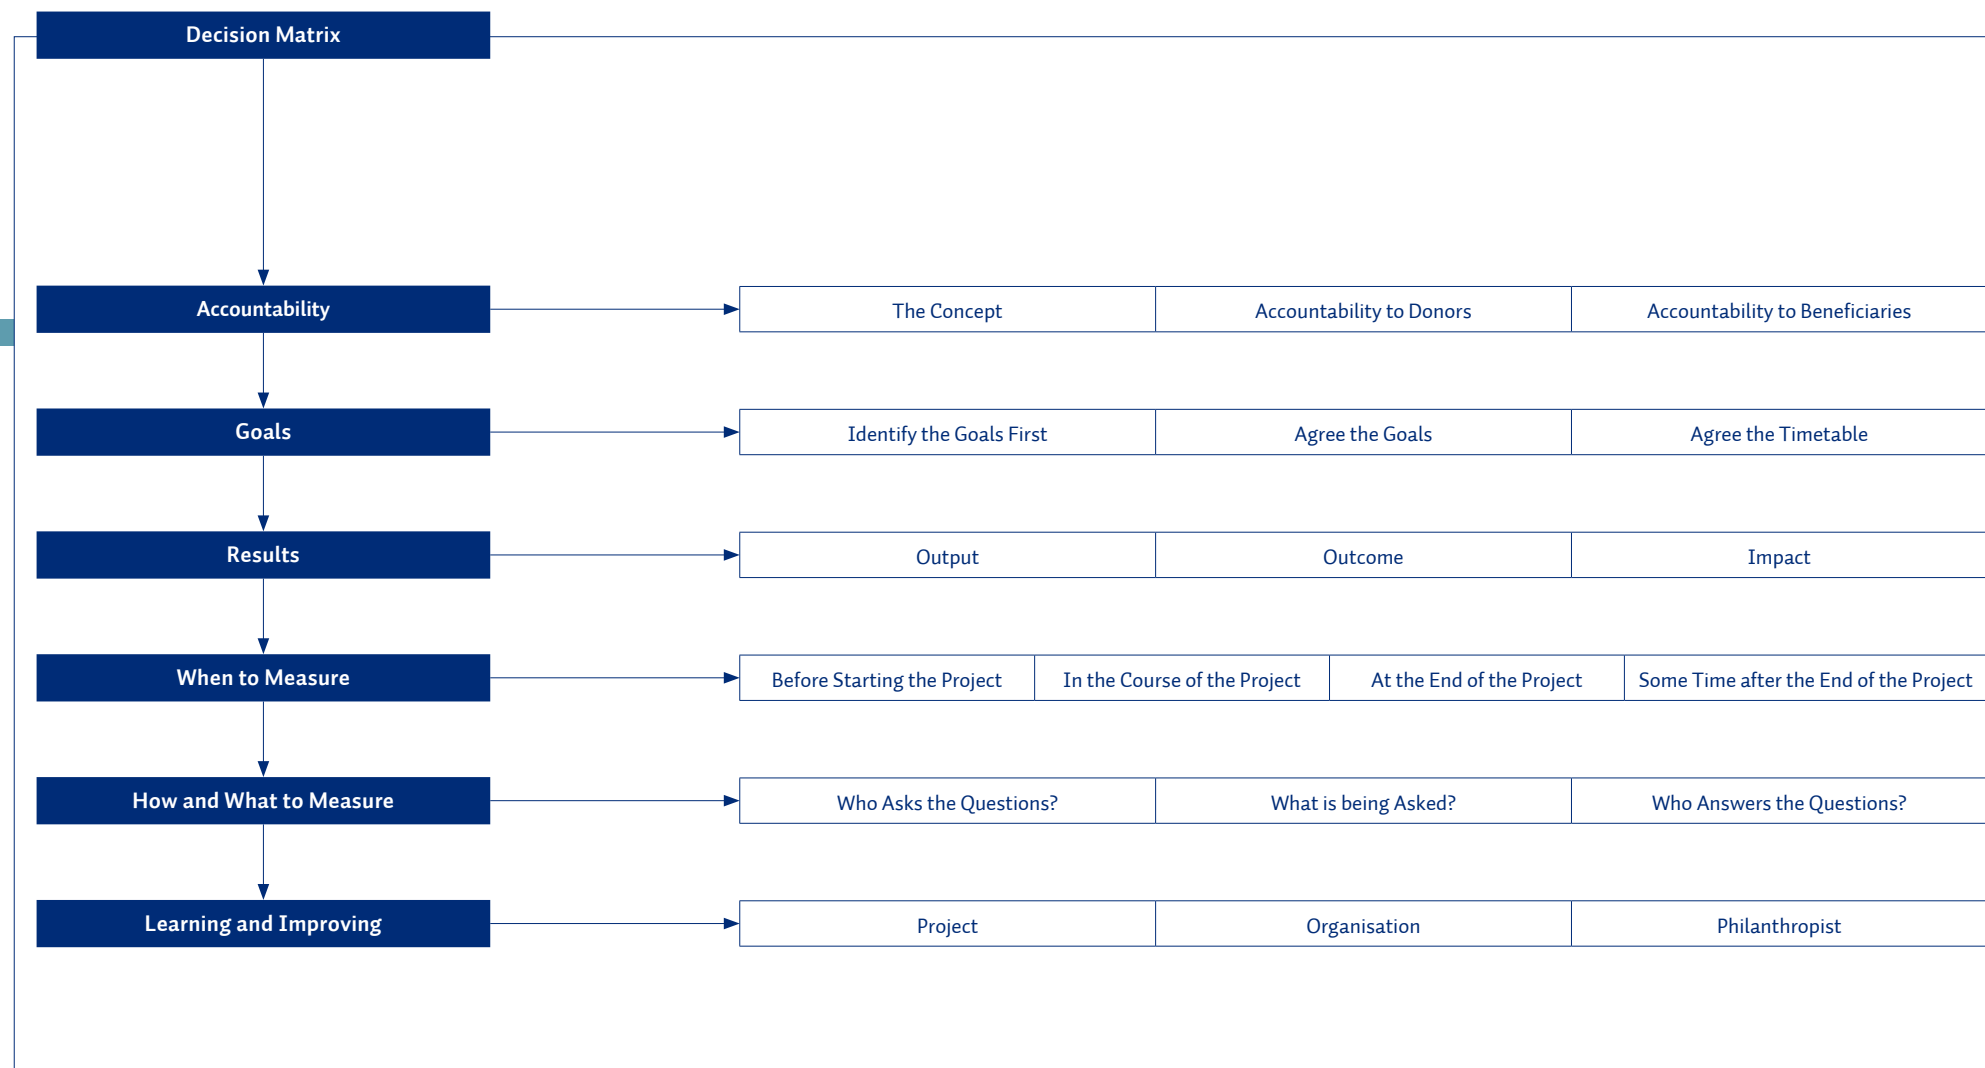 Decision Matrix
Accountability
The Concept
Accountability to Donors
Accountability to Beneficiaries
Goals
Identify the Goals First
Agree the Goals
Agree the Timetable
Results
Output
Outcome
Impact
When to Measure
Before Starting the Project
In the Course of the Project
At the End of the Project
Some Time after the End of the Project
How and What to Measure
Who Asks the Questions?
What is being Asked?
Who Answers the Questions?
Learning and Improving
Project
Organisation
Philanthropist